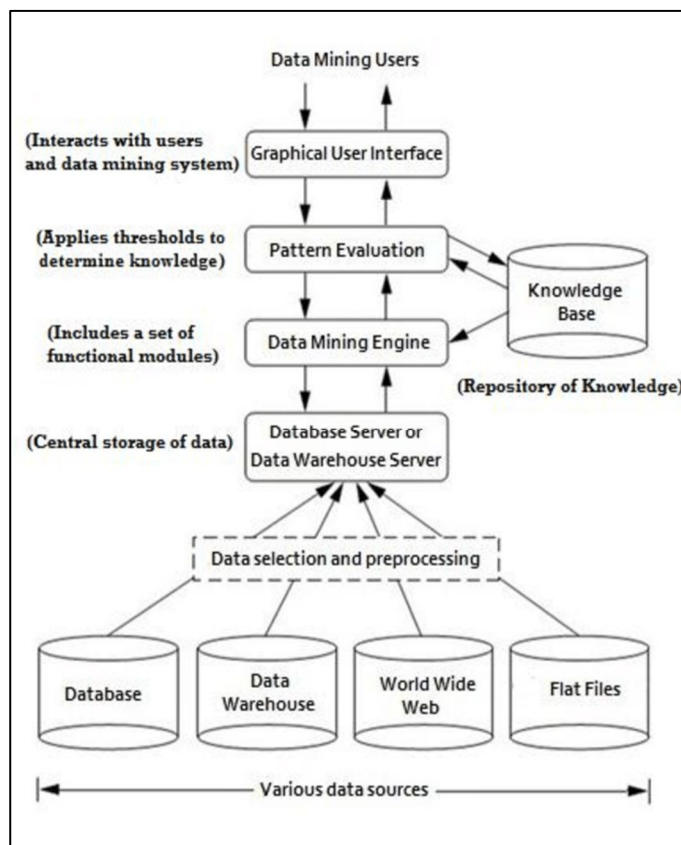 Data Mining Users
(Interacts with users
and data mining system)
Graphical User Interface
(Applies thresholds to
determine knowledge)
Pattern Evaluation
Knowledge
Base
(Includes a set of
functional modules)
Data Mining Engine
(Repository of Knowledge)
(Central storage of data)
Database Server or
Data Warehouse Server
Data selection and preprocessing
Database
Data
Warehouse
World Wide
Web
Flat Files
Various data sources